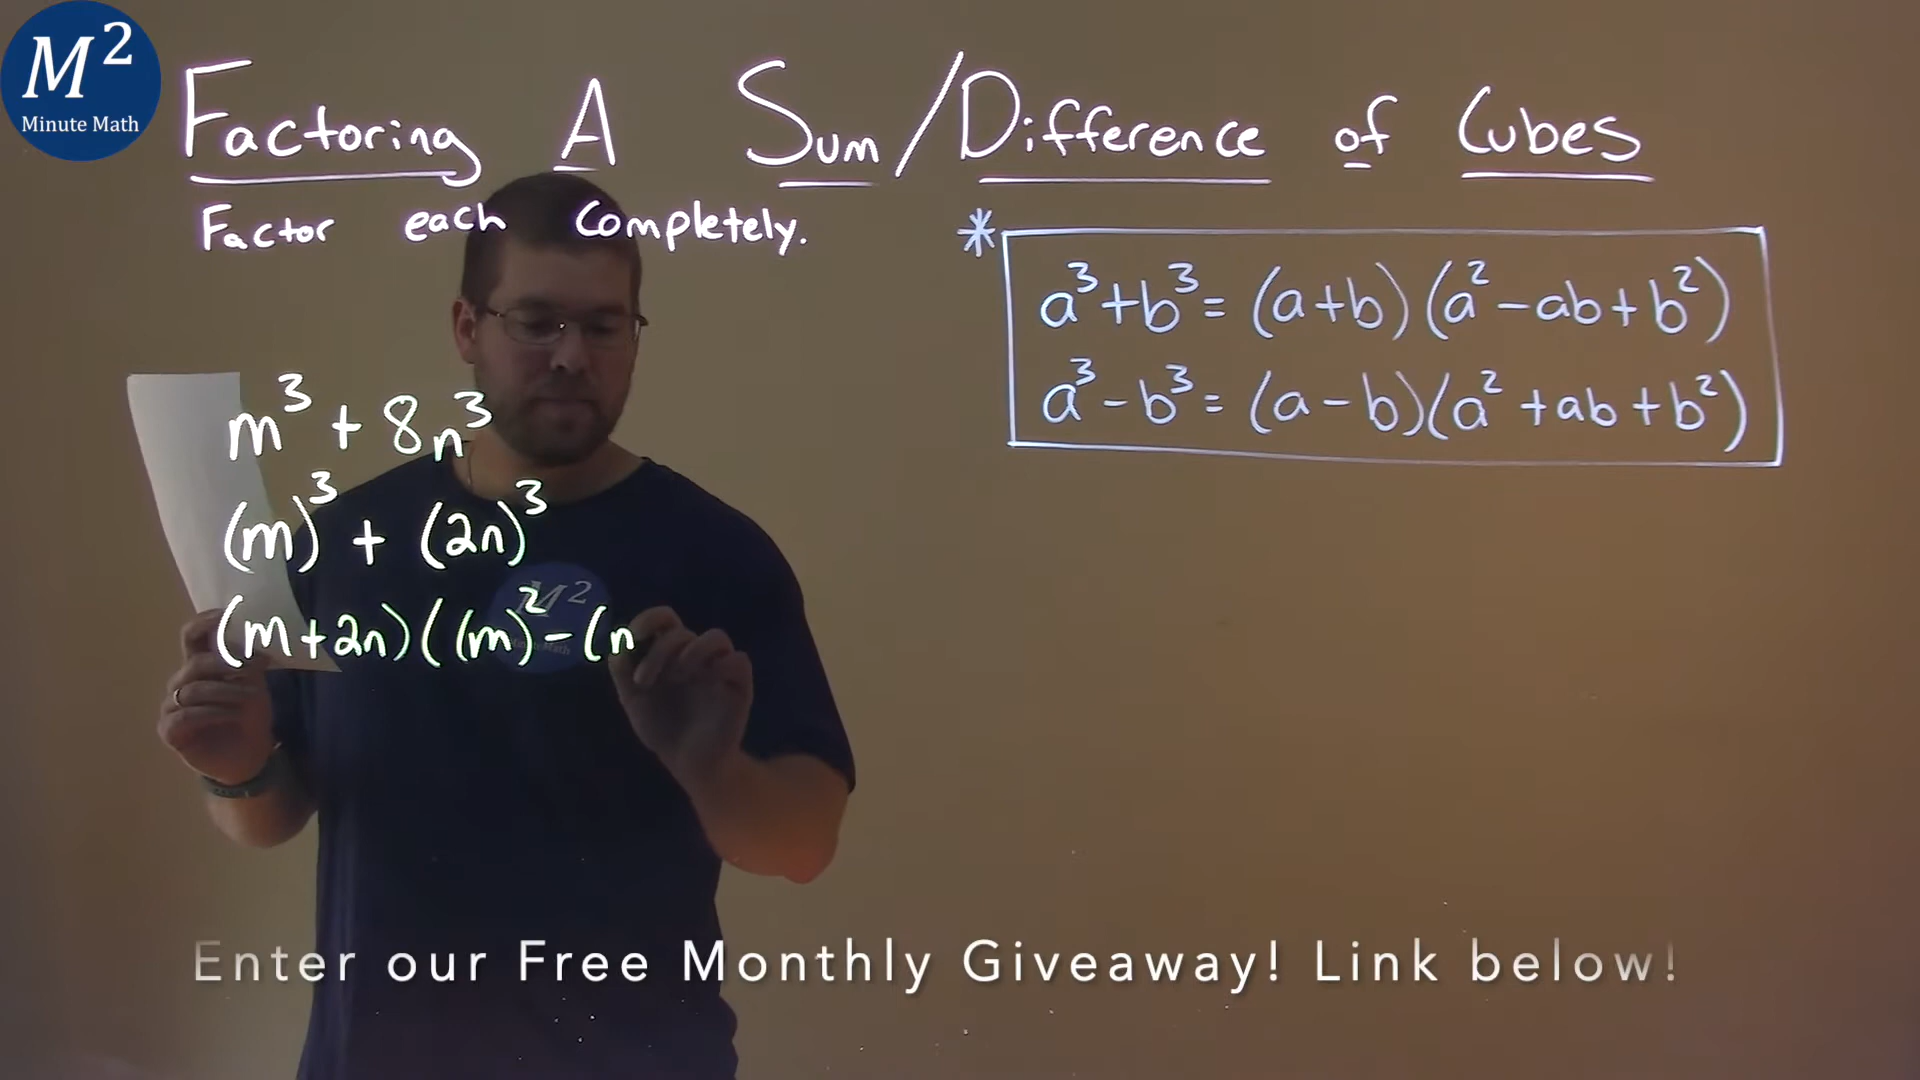 M²
Minute Math
Factoring A Sum/Difference of Cubes
Factor each completely.
*
a³+b³= (a+b)(a²-ab+b²)
a³-b³= (a-b)(a²+ab+b²)
m³+8n³
(m)³+(2n)³
(m+2n)((m)²-(n
M²
Enter our Free Monthly Giveaway! Link below!